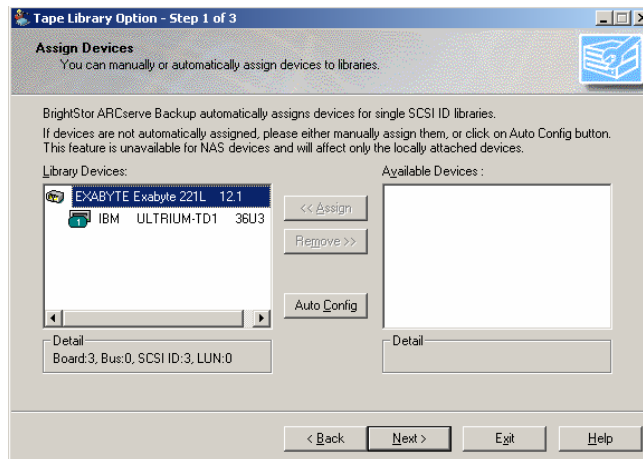 Tape Library Option - Step 1 of 3
Assign Devices
You can manually or automatically assign devices to libraries.
BrightStor ARCserve Backup automatically assigns devices for single SCSI ID libraries.
If devices are not automatically assigned, please either manually assign them, or click on Auto Config button.
This feature is unavailable for NAS devices and will affect only the locally attached devices.
Library Devices:
Available Devices :
EXABYTE Exabyte 221L 12.1
1 IBM ULTRIUM-TD1 36U3
<< Assign
Remove >>
Auto Config
Detail
Board:3, Bus:0, SCSI ID:3, LUN:0
Detail
< Back
Next >
Exit
Help